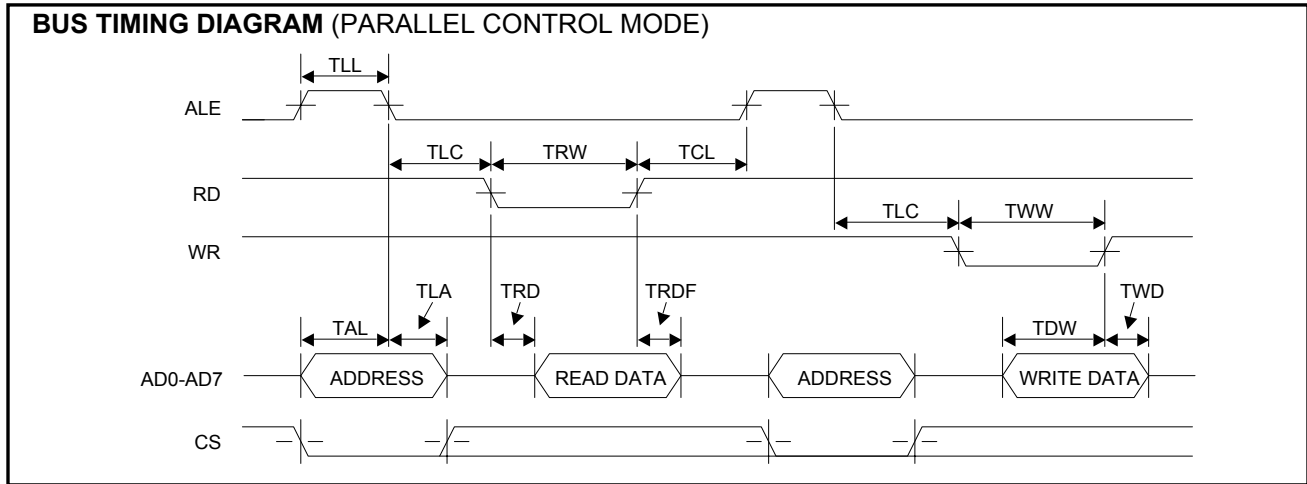 BUS TIMING DIAGRAM (PARALLEL CONTROL MODE)
TLL
ALE
TLC TRW TCL
RD
TLC TWW
WR
TLA TRD TRDF TWD
TAL TDW
AD0-AD7 ADDRESS READ DATA ADDRESS WRITE DATA
CS